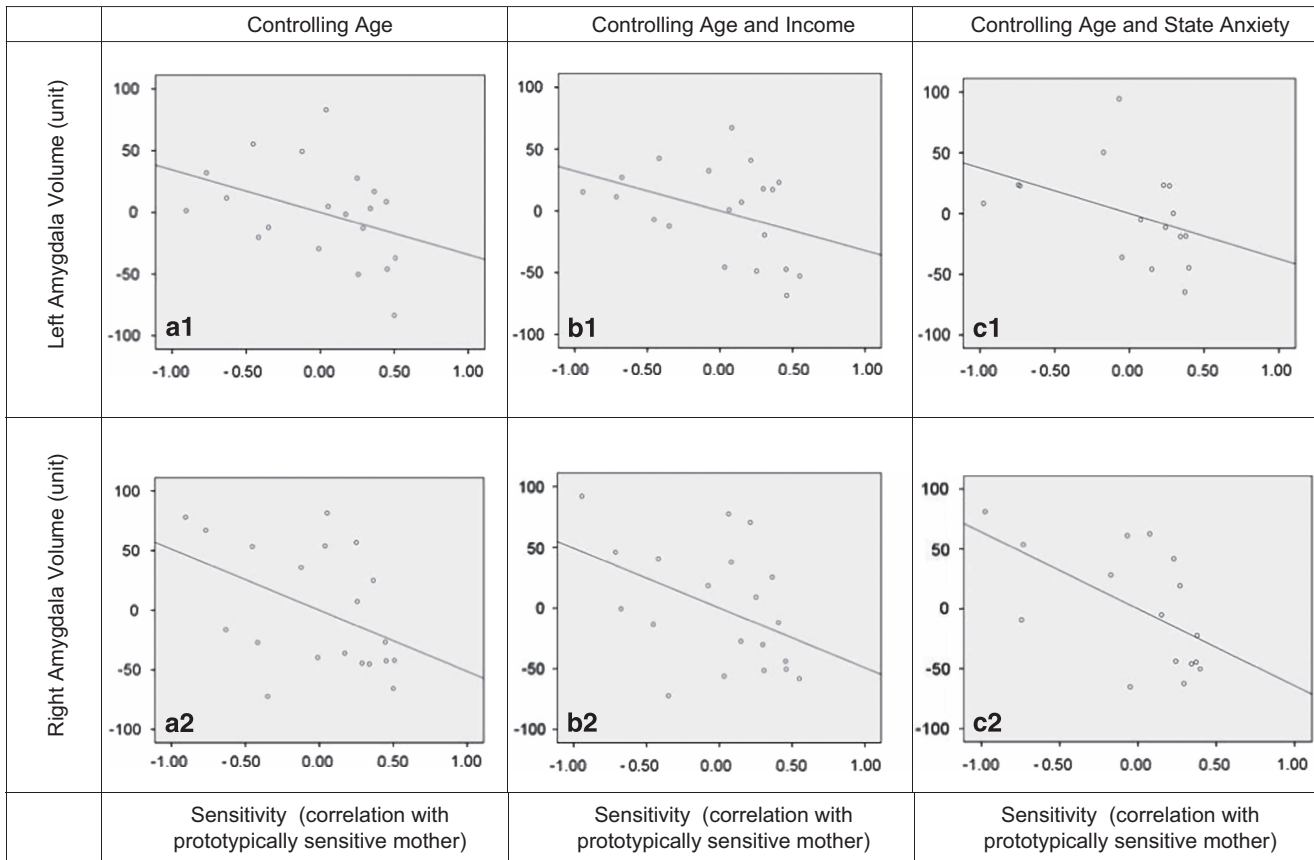 Controlling Age
Controlling Age and Income
Controlling Age and State Anxiety
Left Amygdala Volume (unit)
100
50
0
-50
-100
a1
-1.00 -0.50 0.00 0.50 1.00
100
50
0
-50
-100
b1
-1.00 -0.50 0.00 0.50 1.00
100
50
0
-50
-100
c1
-1.00 -0.50 0.00 0.50 1.00
Right Amygdala Volume (unit)
100
50
0
-50
-100
a2
-1.00 -0.50 0.00 0.50 1.00
100
50
0
-50
-100
b2
-1.00 -0.50 0.00 0.50 1.00
100
50
0
-50
-100
c2
-1.00 -0.50 0.00 0.50 1.00
Sensitivity (correlation with
prototypically sensitive mother)
Sensitivity (correlation with
prototypically sensitive mother)
Sensitivity (correlation with
prototypically sensitive mother)